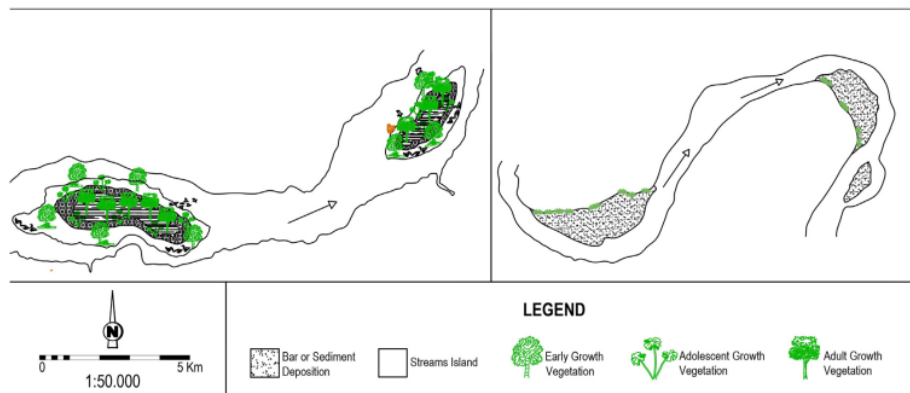 LEGEND
N
0
5 Km
1:50.000
Bar or Sediment
Deposition
Streams Island
Early Growth
Vegetation
Adolescent Growth
Vegetation
Adult Growth
Vegetation